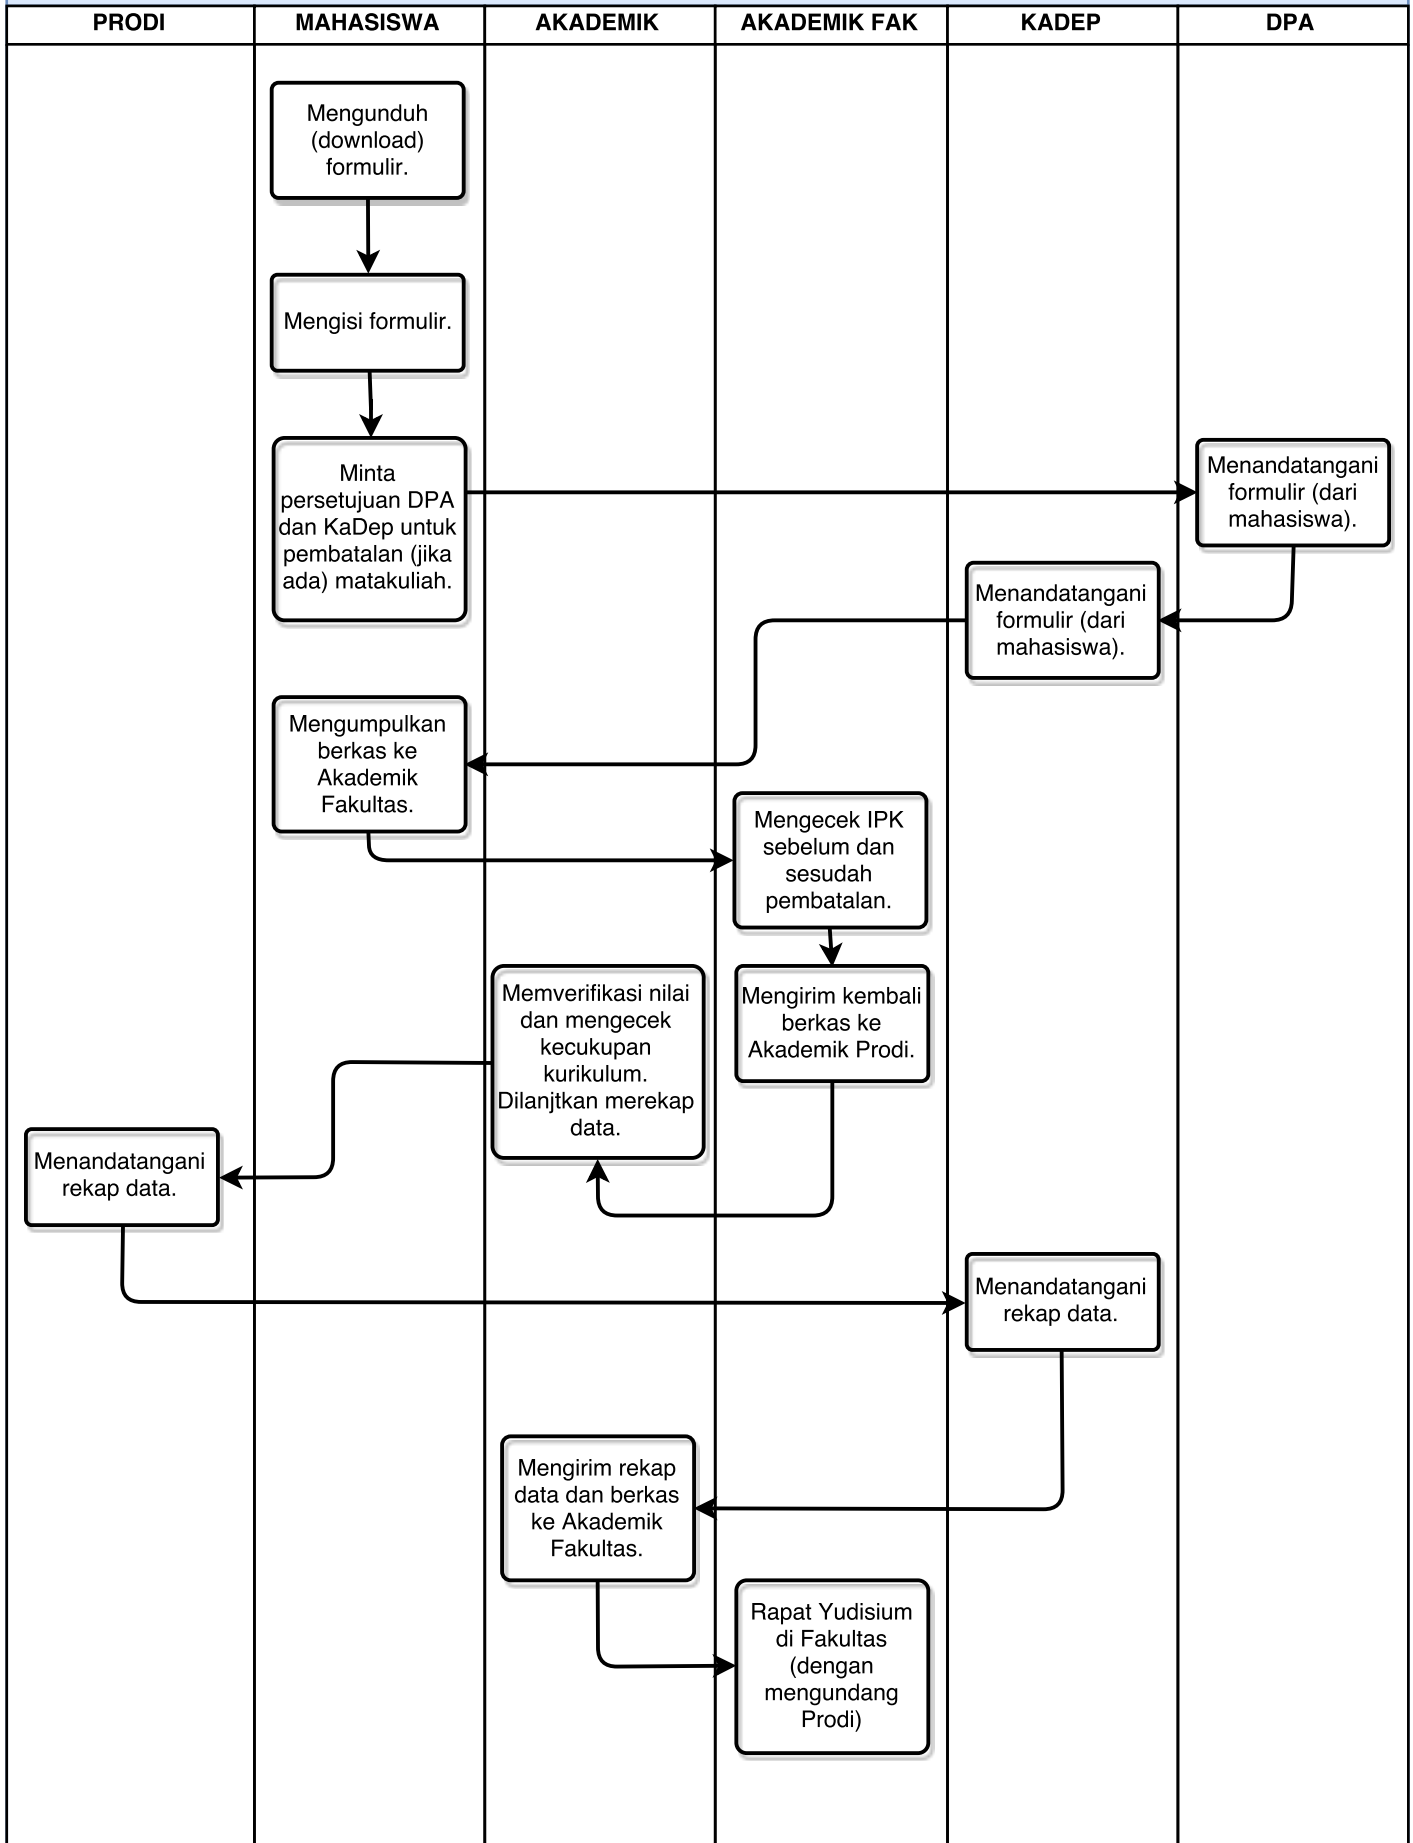 PRODI
MAHASISWA
AKADEMIK
AKADEMIK FAK
KADEP
DPA
Mengunduh
(download)
formulir.
Mengisi formulir.
Minta
persetujuan DPA
dan KaDep untuk
pembatalan (jika
ada) matakuliah.
Menandatangani
formulir (dari
mahasiswa).
Menandatangani
formulir (dari
mahasiswa).
Mengumpulkan
berkas ke
Akademik
Fakultas.
Mengecek IPK
sebelum dan
sesudah
pembatalan.
Mengirim kembali
berkas ke
Akademik Prodi.
Memverifikasi nilai
dan mengecek
kecukupan
kurikulum.
Dilanjtkan merekap
data.
Menandatangani
rekap data.
Menandatangani
rekap data.
Mengirim rekap
data dan berkas
ke Akademik
Fakultas.
Rapat Yudisium
di Fakultas
(dengan
mengundang
Prodi)